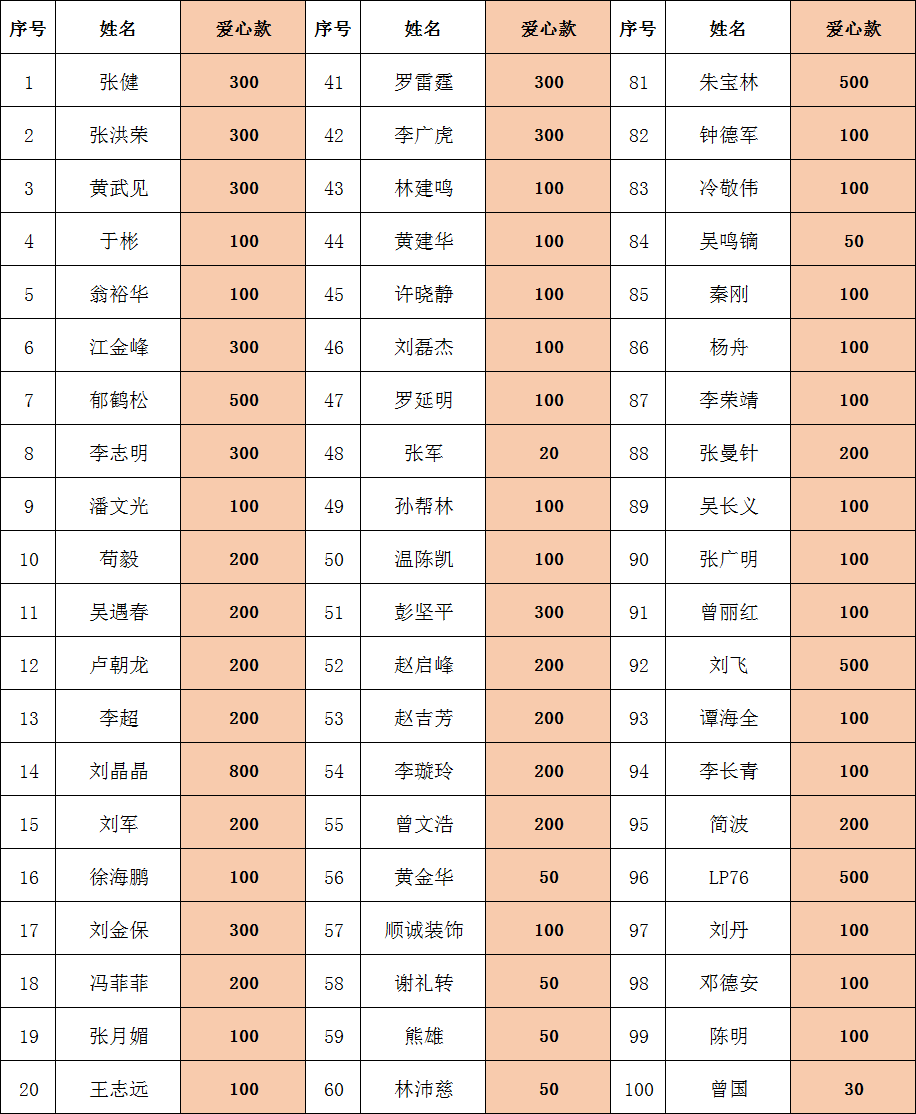 序号 姓名 爱心款 序号 姓名 爱心款 序号 姓名 爱心款
1 张健 300 41 罗雷霆 300 81 朱宝林 500
2 张洪荣 300 42 李广虎 300 82 钟德军 100
3 黄武见 300 43 林建鸣 100 83 冷敬伟 100
4 于彬 100 44 黄建华 100 84 吴鸣镝 50
5 翁裕华 100 45 许晓静 100 85 秦刚 100
6 江金峰 300 46 刘磊杰 100 86 杨舟 100
7 郁鹤松 500 47 罗延明 100 87 李荣靖 100
8 李志明 300 48 张军 20 88 张曼针 200
9 潘文光 100 49 孙帮林 100 89 吴长义 100
10 苟毅 200 50 温陈凯 100 90 张广明 100
11 吴遇春 200 51 彭坚平 300 91 曾丽红 100
12 卢朝龙 200 52 赵启峰 200 92 刘飞 500
13 李超 200 53 赵吉芳 200 93 谭海全 100
14 刘晶晶 800 54 李璇玲 200 94 李长青 100
15 刘军 200 55 曾文浩 200 95 简波 200
16 徐海鹏 100 56 黄金华 50 96 LP76 500
17 刘金保 300 57 顺诚装饰 100 97 刘丹 100
18 冯菲菲 200 58 谢礼转 50 98 邓德安 100
19 张月媚 100 59 熊雄 50 99 陈明 100
20 王志远 100 60 林沛慈 50 100 曾国 30